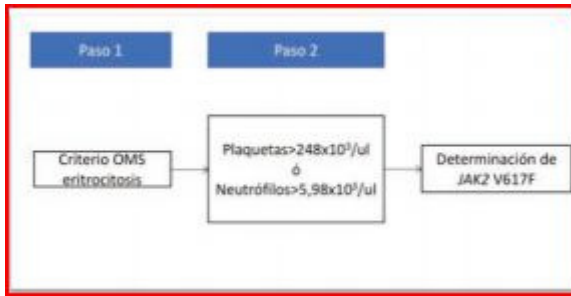 Paso 1
Paso 2
Criterio OMS
eritrocitosis
Plaquetas>248x10³/ul
ó
Neutrófilos>5,98x10³/ul
Determinación de
JAK2 V617F